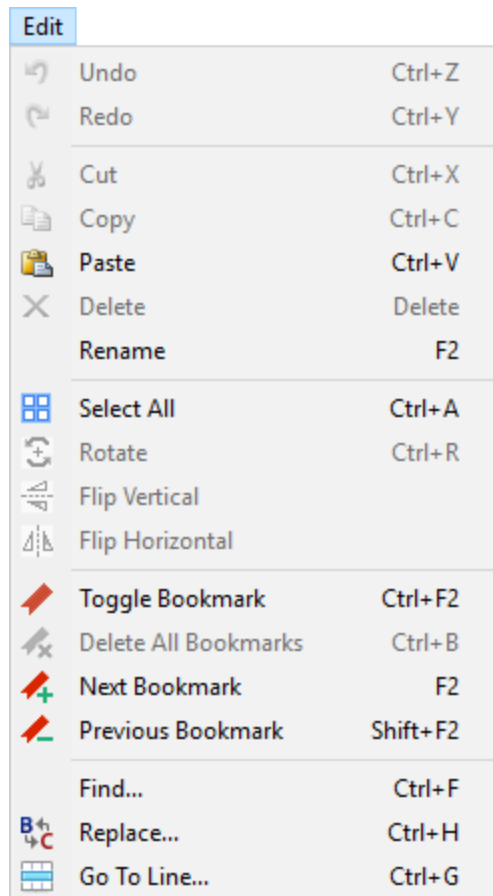 Edit
Undo Ctrl+Z
Redo Ctrl+Y
Cut Ctrl+X
Copy Ctrl+C
Paste Ctrl+V
Delete Delete
Rename F2
Select All Ctrl+A
Rotate Ctrl+R
Flip Vertical
Flip Horizontal
Toggle Bookmark Ctrl+F2
Delete All Bookmarks Ctrl+B
Next Bookmark F2
Previous Bookmark Shift+F2
Find... Ctrl+F
B C Replace... Ctrl+H
Go To Line... Ctrl+G